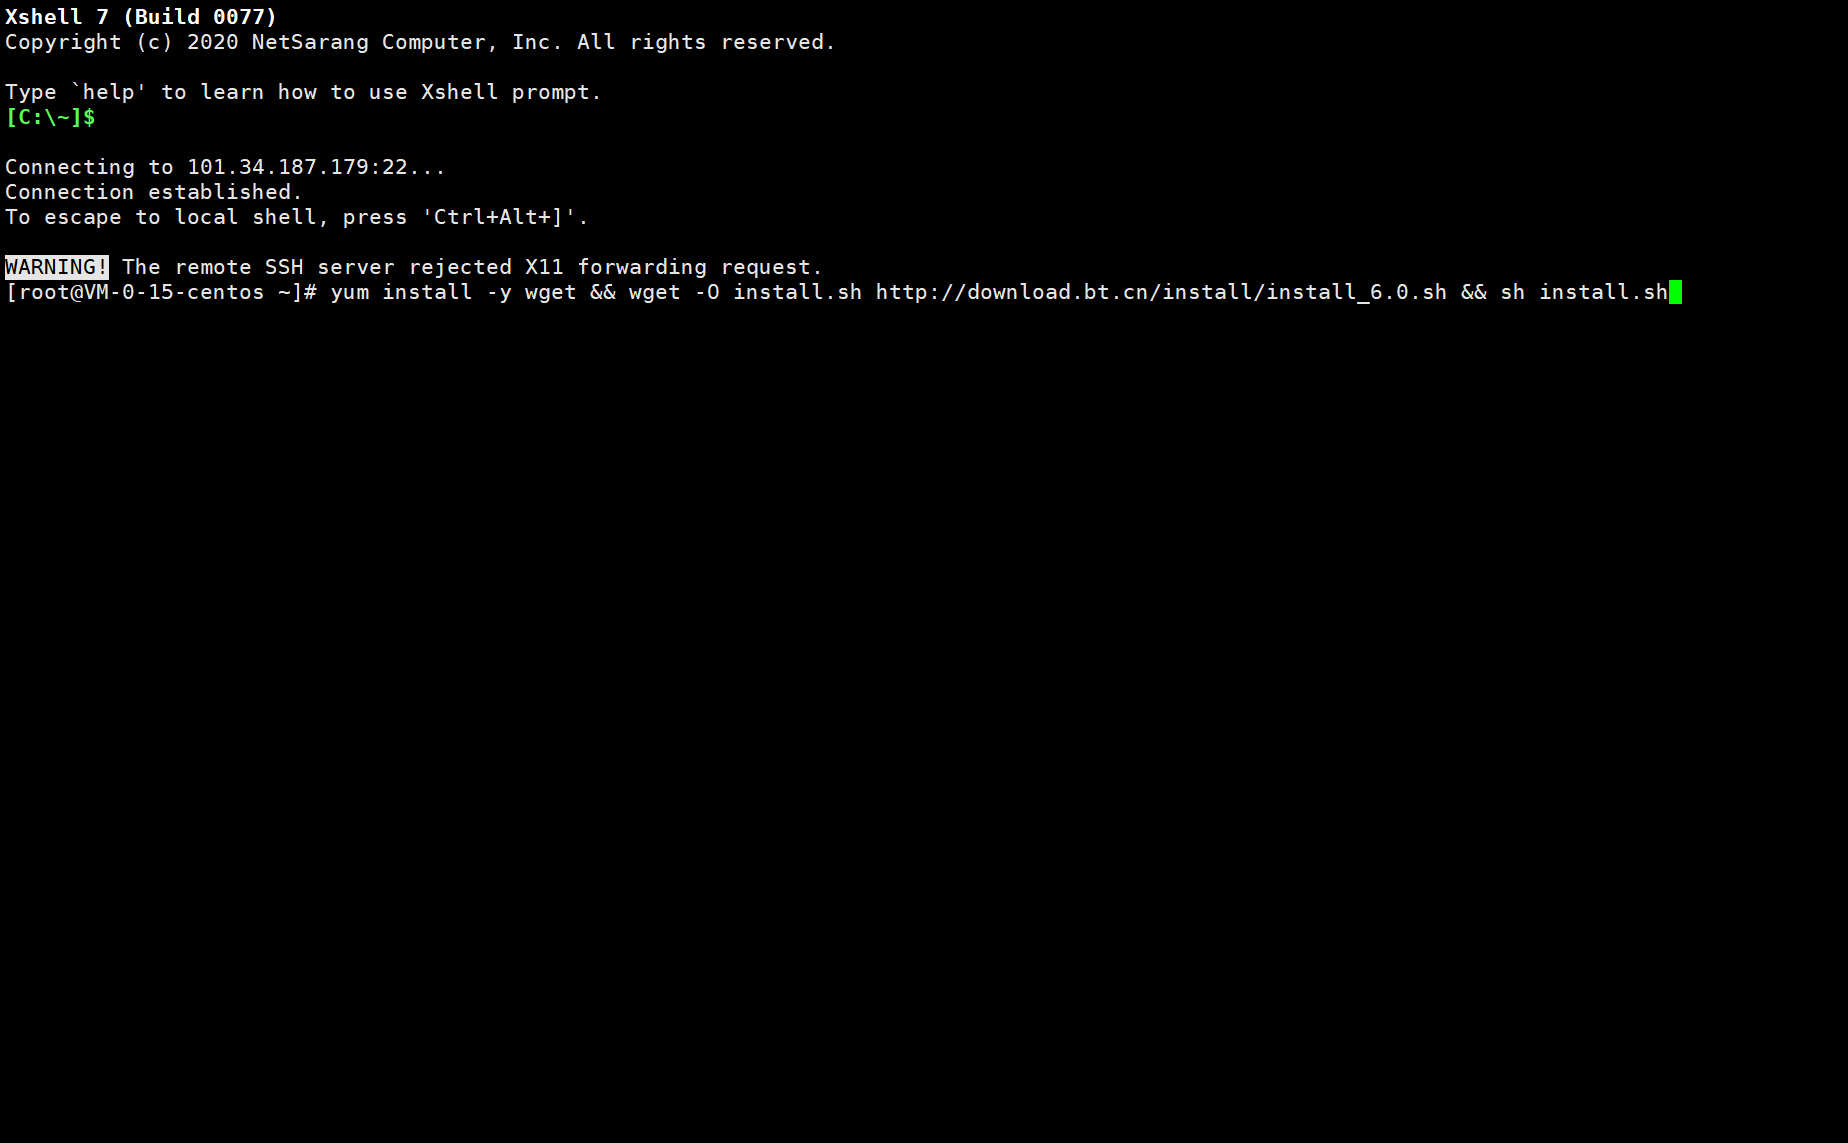 Xshell 7 (Build 0077)
Copyright (c) 2020 NetSarang Computer, Inc. All rights reserved.
Type `help' to learn how to use Xshell prompt.
[C:\~]$
Connecting to 101.34.187.179:22...
Connection established.
To escape to local shell, press 'Ctrl+Alt+]'.
WARNING! The remote SSH server rejected X11 forwarding request.
[root@VM-0-15-centos ~]# yum install -y wget && wget -O install.sh http://download.bt.cn/install/install_6.0.sh && sh install.sh